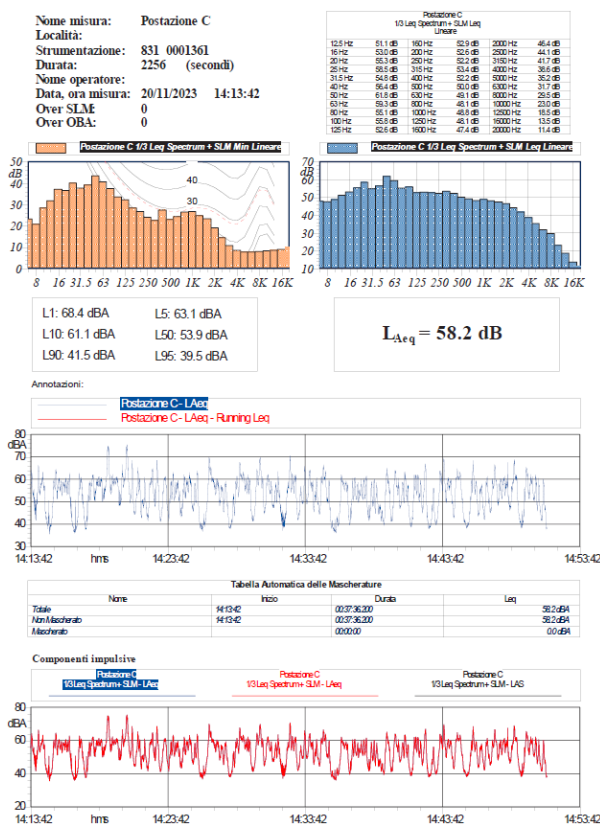 Nome misura: Postazione C
Località:
Strumentazione: 831 0001361
Durata: 2256 (secondi)
Nome operatore:
Data, ora misura: 20/11/2023 14:13:42
Over SLM: 0
Over OBA: 0
Postazione C
1/3 Leq Spectrum + SLM Leq
Lineare
12.5 Hz 51.1 dB 160 Hz 52.9 dB 2000 Hz 46.4 dB
16 Hz 53.0 dB 200 Hz 52.6 dB 2500 Hz 44.1 dB
20 Hz 55.3 dB 250 Hz 52.2 dB 3150 Hz 41.7 dB
25 Hz 58.5 dB 315 Hz 53.4 dB 4000 Hz 38.6 dB
31.5 Hz 54.8 dB 400 Hz 52.2 dB 5000 Hz 35.2 dB
40 Hz 56.4 dB 500 Hz 50.0 dB 6300 Hz 31.7 dB
50 Hz 61.8 dB 630 Hz 49.1 dB 8000 Hz 29.5 dB
63 Hz 59.3 dB 800 Hz 48.1 dB 10000 Hz 23.0 dB
80 Hz 55.1 dB 1000 Hz 48.8 dB 12500 Hz 18.5 dB
100 Hz 55.8 dB 1250 Hz 48.1 dB 16000 Hz 13.5 dB
125 Hz 52.6 dB 1600 Hz 47.4 dB 20000 Hz 11.4 dB
Postazione C 1/3 Leq Spectrum + SLM Min Lineare
50
dB
40
30
20
10
0
40
30
8 16 31.5 63 125 250 500 1K 2K 4K 8K 16K
Postazione C 1/3 Leq Spectrum + SLM Leq Lineare
70
dB
60
50
40
30
20
10
8 16 31.5 63 125 250 500 1K 2K 4K 8K 16K
L1: 68.4 dBA L5: 63.1 dBA
L10: 61.1 dBA L50: 53.9 dBA
L90: 41.5 dBA L95: 39.5 dBA
LAeq = 58.2 dB
Annotazioni:
Postazione C - LAeq
Postazione C - LAeq - Running Leq
80
dBA
70
60
50
40
30
14:13:42 hms 14:23:42 14:33:42 14:43:42 14:53:42
Tabella Automatica delle Mascherature
Nome Inizio Durata Leq
Totale 14:13:42 00:37:36.200 58.2 dBA
Non Mascherato 14:13:42 00:37:36.200 58.2 dBA
Mascherato 00:00:00 0.0 dBA
Componenti impulsive
Postazione C Postazione C Postazione C
1/3 Leq Spectrum + SLM - LAeq 1/3 Leq Spectrum + SLM - LAeq 1/3 Leq Spectrum + SLM - LAS
80
dBA
60
40
20
14:13:42 hms 14:23:42 14:33:42 14:43:42 14:53:42